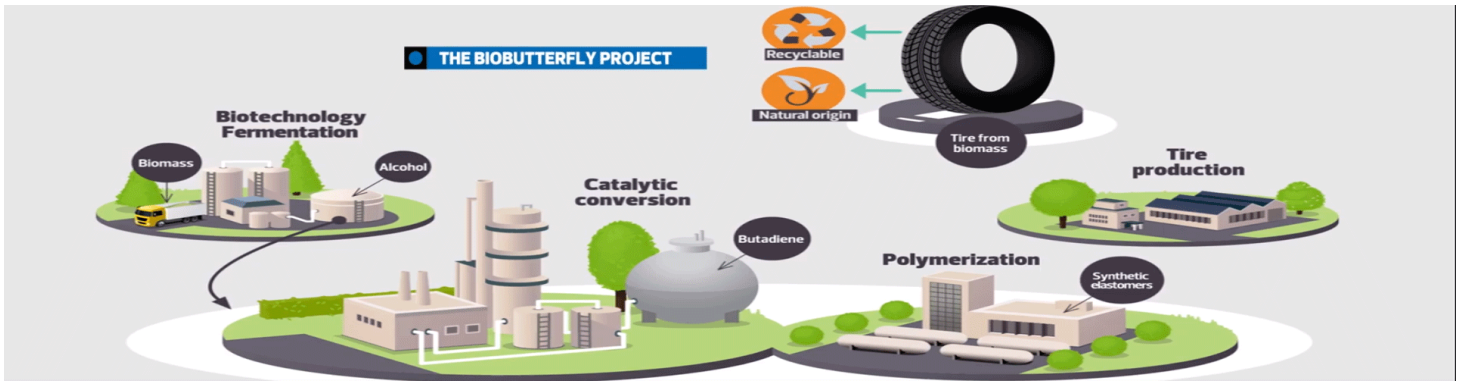 THE BIOBUTTERFLY PROJECT
Recyclable
Natural origin
Tire from
biomass
Biotechnology
Fermentation
Biomass
Alcohol
Catalytic
conversion
Butadiene
Polymerization
Synthetic
elastomers
Tire
production